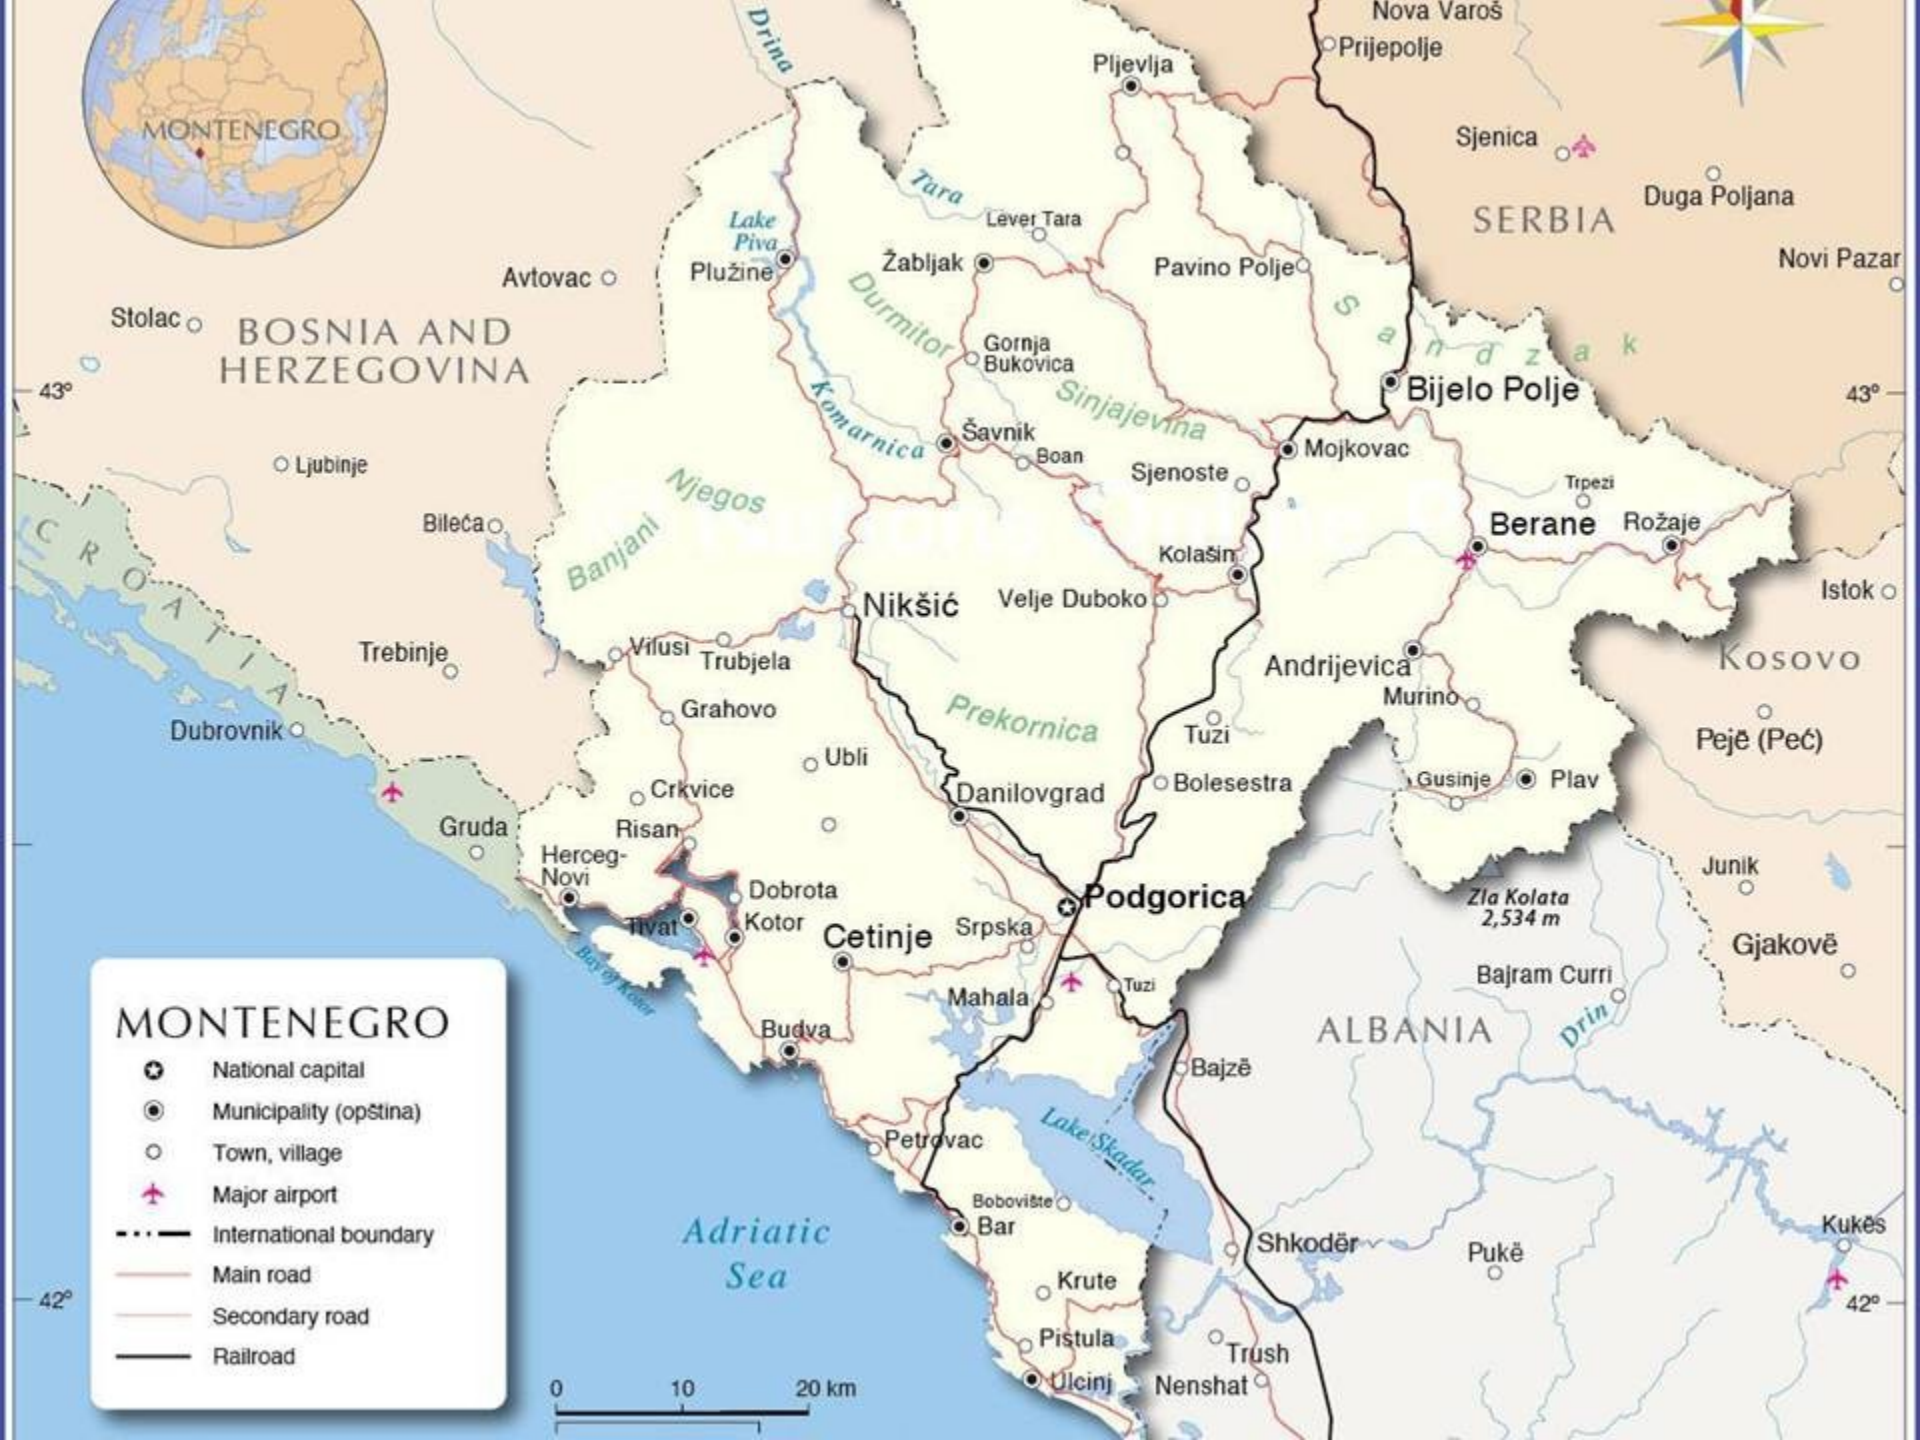 Drina
Nova Varoš
Prijepolje
Pljevlja
MONTENEGRO
Sjenica
Duga Poljana
SERBIA
Tara
Lever Tara
Lake
Piva
Plužine
Žabljak
Pavino Polje
Novi Pazar
Avtovac
Stolac
BOSNIA AND
HERZEGOVINA
Durmitor
Sandzak
Gornja
Bukovica
43°
Bijelo Polje
43°
Komarnica
Sinjajevina
Šavnik
Mojkovac
Ljubinje
Boan
Sjenoste
Trpezi
Njegos
Banjani
Bileća
Berane
Rožaje
CROATIA
Kolašin
Nikšić
Velje Duboko
Istok
Trebinje
Vilusi
Trubjela
Andrijevica
KOSOVO
Murino
Grahovo
Prekornica
Dubrovnik
Tuzi
Pejë (Peć)
Ubli
Crkvice
Danilovgrad
Bolesestra
Gusinje
Plav
Gruda
Risan
Herceg-
Novi
Junik
Dobrota
Podgorica
Zla Kolata
2,534 m
Tivat
Kotor
Cetinje
Srpska
Gjakovë
Bay of Kotor
Bajram Curri
Mahala
Tuzi
Drin
Budva
ALBANIA
Bajzë
Lake Skadar
Petrovac
Bobovište
Bar
Adriatic
Sea
Shkodër
Pukë
Kukës
Krute
42°
42°
Pistula
Trush
Ulcinj
Nenshat
MONTENEGRO
National capital
Municipality (opština)
Town, village
Major airport
International boundary
Main road
Secondary road
Railroad
0 10 20 km